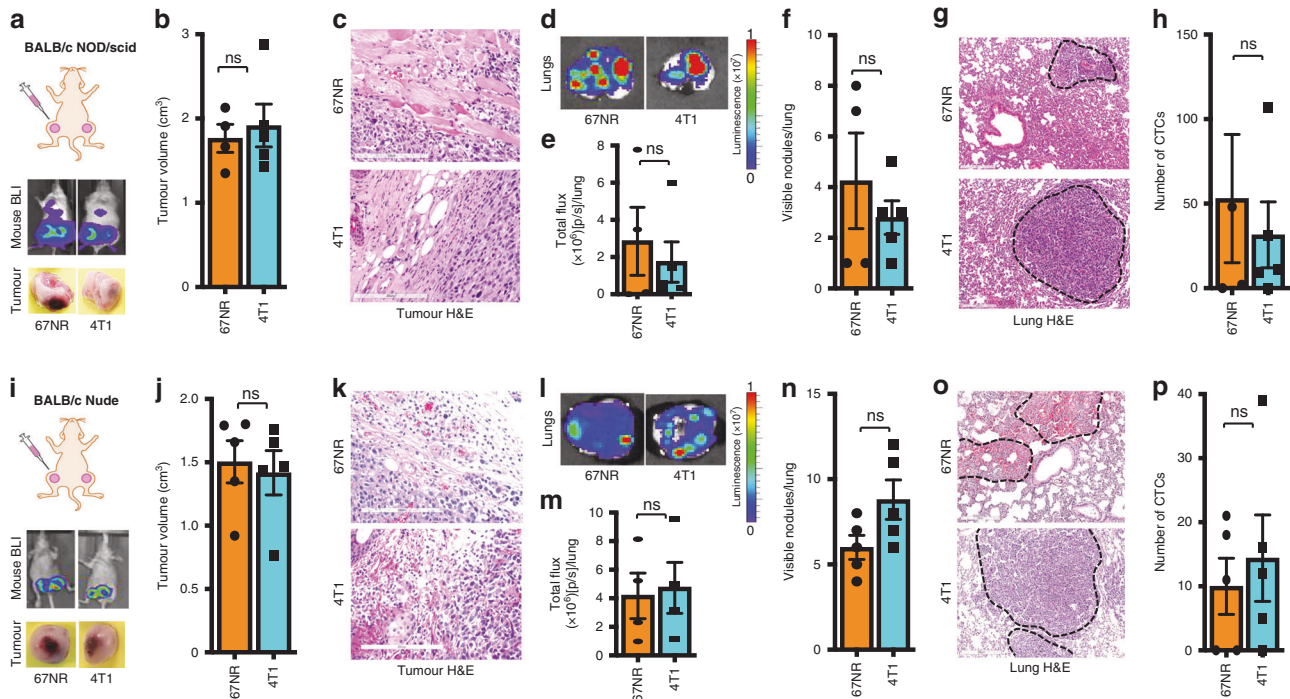 a
BALB/c NOD/scid
Mouse BLI
Tumour
67NR
4T1
b
Tumour volume (cm³)
3
2
1
0
ns
67NR
4T1
c
67NR
4T1
Tumour H&E
d
Lungs
67NR
4T1
1
Luminescence (×10⁷)
0
e
Total flux
(×10⁶)[p/s]/lung
8
6
4
2
0
ns
67NR
4T1
f
Visible nodules/lung
10
8
6
4
2
0
ns
67NR
4T1
g
67NR
4T1
Lung H&E
h
Number of CTCs
150
100
50
0
ns
67NR
4T1
i
BALB/c Nude
Mouse BLI
Tumour
67NR
4T1
j
Tumour volume (cm³)
2.0
1.5
1.0
0.5
0.0
ns
67NR
4T1
k
67NR
4T1
Tumour H&E
l
Lungs
67NR
4T1
1
Luminescence (×10⁷)
0
m
Total flux
(×10⁶)[p/s]/lung
10
8
6
4
2
0
ns
67NR
4T1
n
Visible nodules/lung
15
10
5
0
ns
67NR
4T1
o
67NR
4T1
Lung H&E
p
Number of CTCs
40
30
20
10
0
ns
67NR
4T1